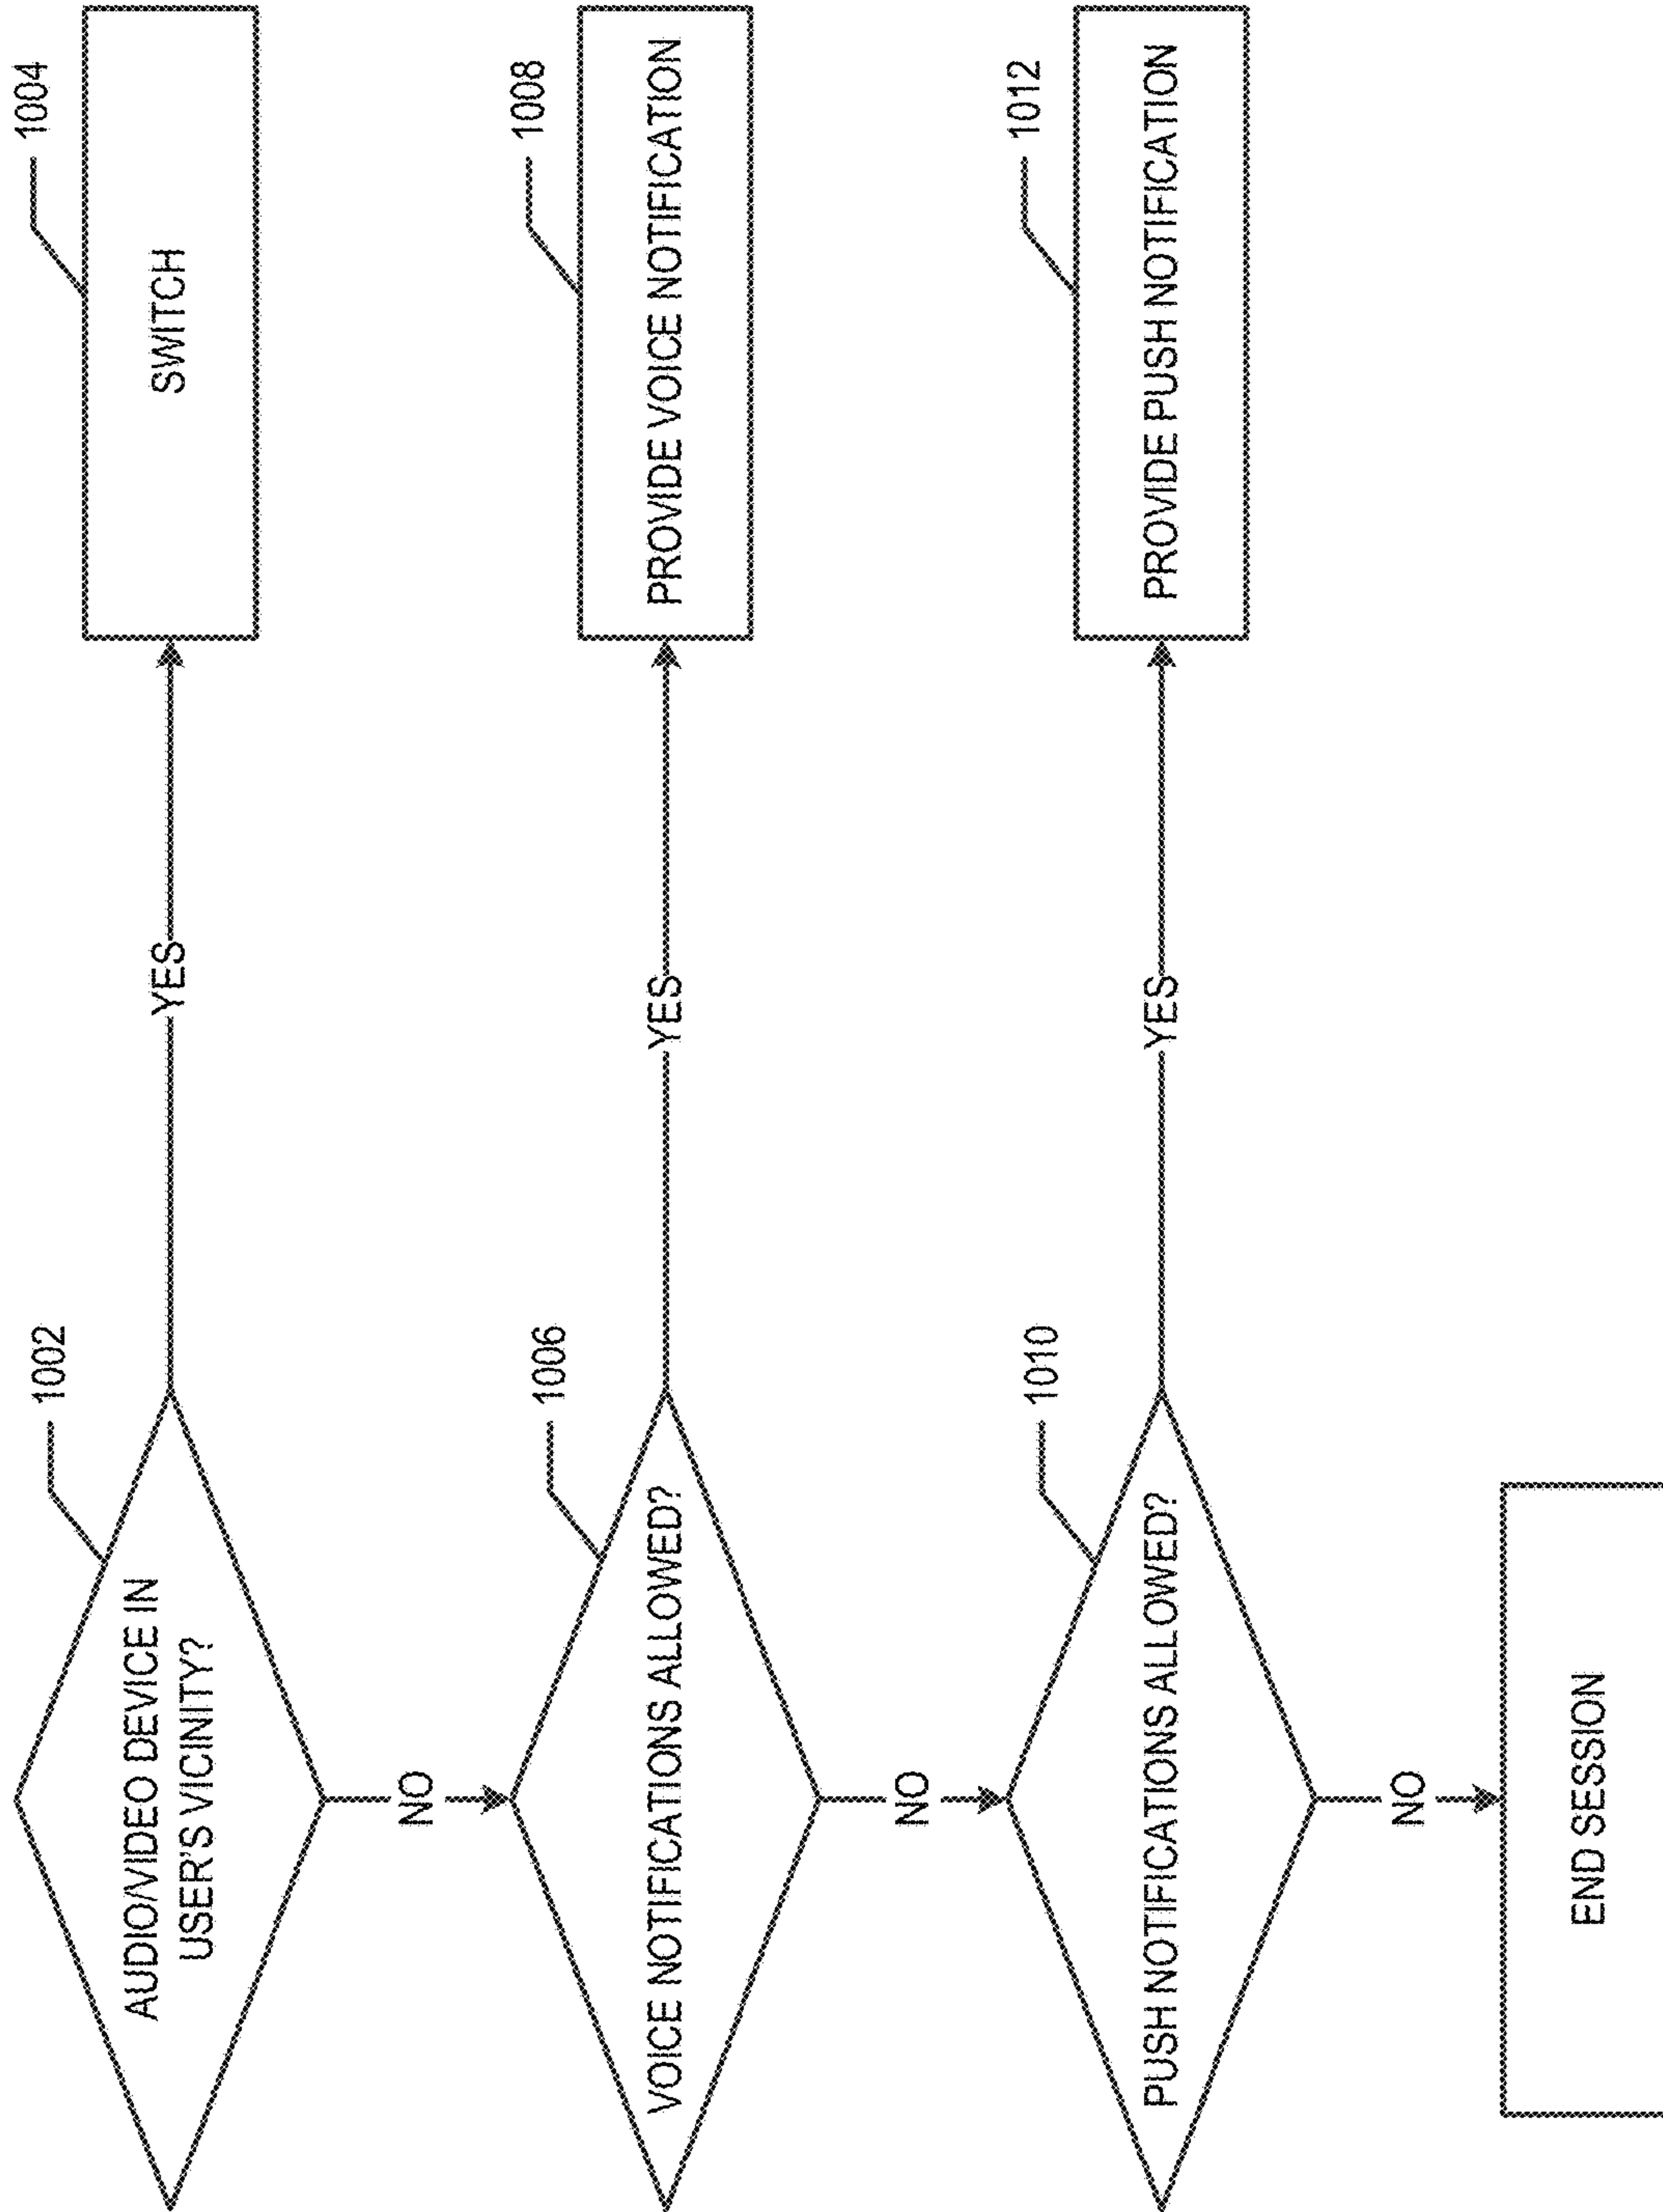 1002
AUDIO/VIDEO DEVICE IN
USER'S VICINITY?
YES
1004
SWITCH
NO
1006
VOICE NOTIFICATIONS ALLOWED?
YES
1008
PROVIDE VOICE NOTIFICATION
NO
1010
PUSH NOTIFICATIONS ALLOWED?
YES
1012
PROVIDE PUSH NOTIFICATION
NO
END SESSION